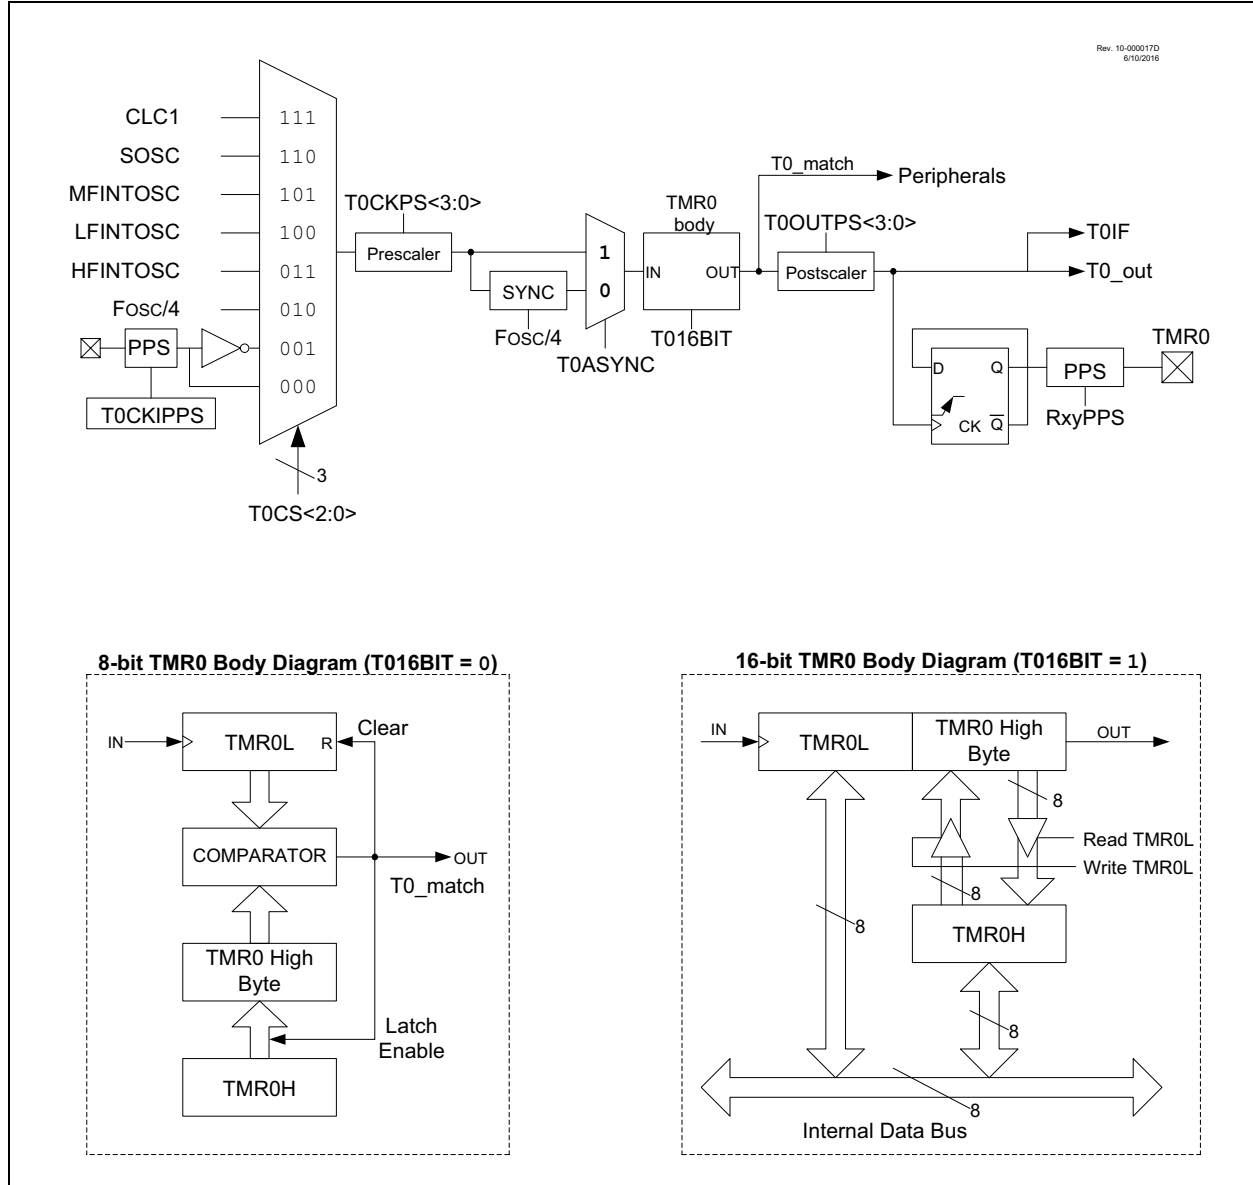 Rev. 10-000017D
6/10/2016
CLC1
111
SOSC
110
MFINTOSC
101
LFINTOSC
100
HFINTOSC
011
FOSC/4
010
PPS
001
000
T0CKIPPS
3
T0CS<2:0>
T0CKPS<3:0>
Prescaler
SYNC
FOSC/4
1
0
T0ASYNC
TMR0
body
IN
OUT
T016BIT
T0_match
Peripherals
T0OUTPS<3:0>
Postscaler
T0IF
T0_out
D
Q
CK
Q
PPS
RxyPPS
TMR0
8-bit TMR0 Body Diagram (T016BIT = 0)
IN
TMR0L
R
Clear
COMPARATOR
OUT
T0_match
TMR0 High
Byte
Latch
Enable
TMR0H
16-bit TMR0 Body Diagram (T016BIT = 1)
IN
TMR0L
TMR0 High
Byte
OUT
8
Read TMR0L
Write TMR0L
8
TMR0H
8
8
8
Internal Data Bus